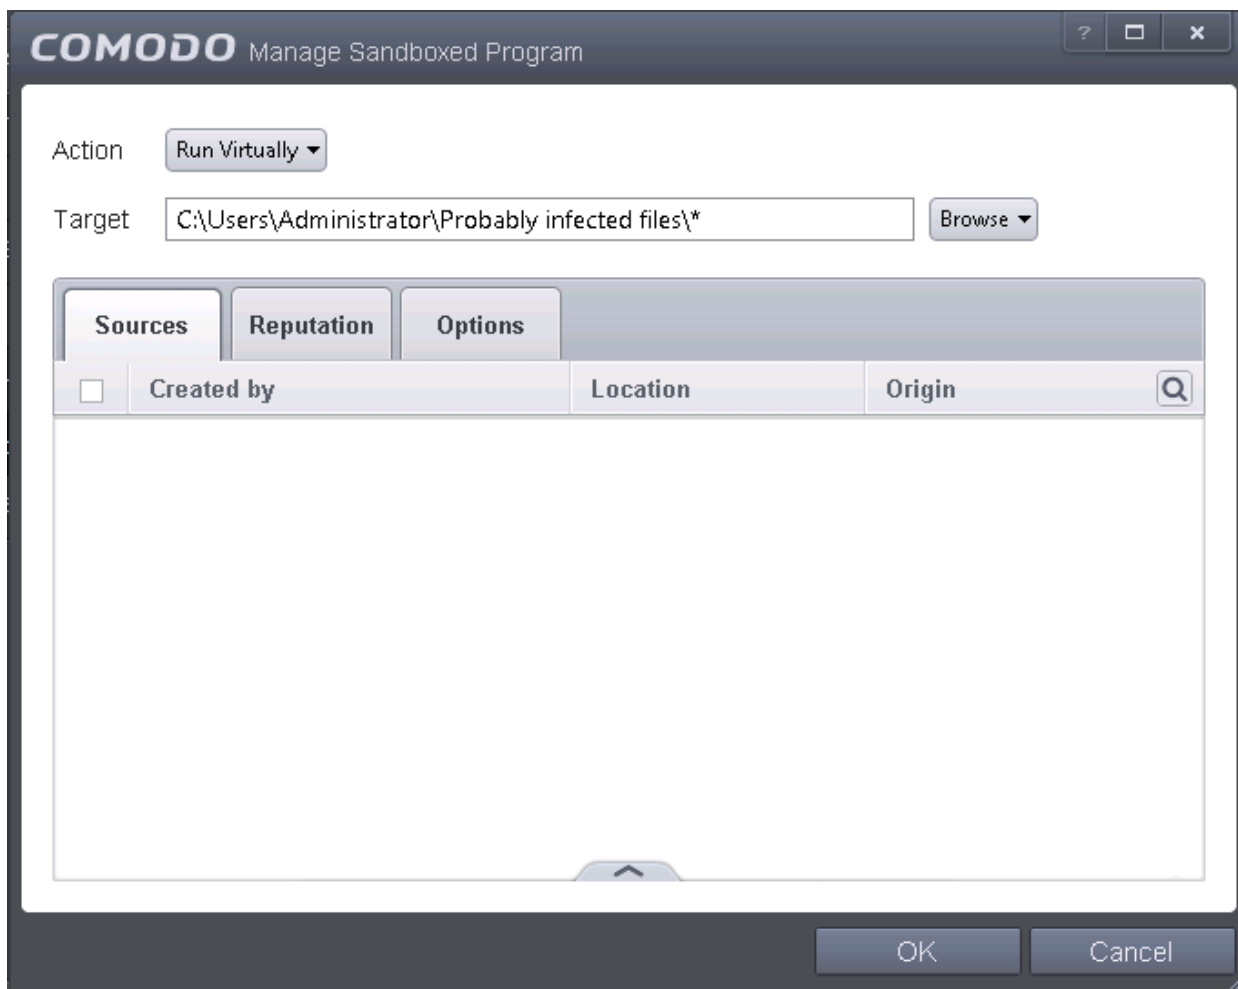 COMODO Manage Sandboxed Program
?
Action Run Virtually
Target C:\Users\Administrator\Probably infected files\* Browse
Sources Reputation Options
Created by Location Origin
OK Cancel